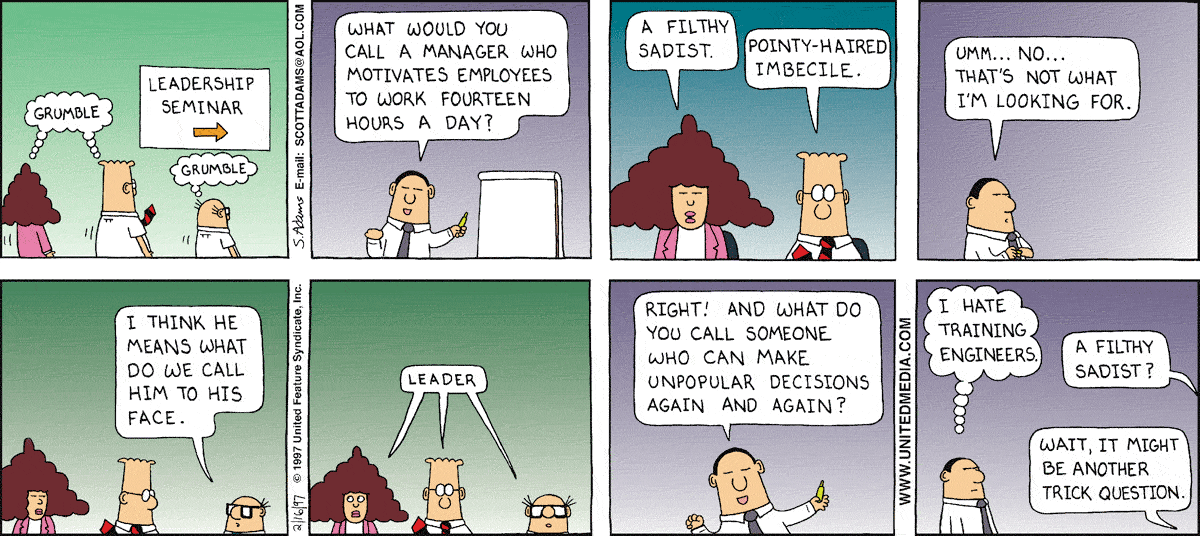 GRUMBLE
LEADERSHIP
SEMINAR
GRUMBLE
S.Adams E-mail: SCOTTADAMS@AOL.COM
WHAT WOULD YOU
CALL A MANAGER WHO
MOTIVATES EMPLOYEES
TO WORK FOURTEEN
HOURS A DAY?
A FILTHY
SADIST.
POINTY-HAIRED
IMBECILE.
UMM... NO...
THAT'S NOT WHAT
I'M LOOKING FOR.
I THINK HE
MEANS WHAT
DO WE CALL
HIM TO HIS
FACE.
2/16/97 © 1997 United Feature Syndicate, Inc.
LEADER
RIGHT! AND WHAT DO
YOU CALL SOMEONE
WHO CAN MAKE
UNPOPULAR DECISIONS
AGAIN AND AGAIN?
WWW.UNITEDMEDIA.COM
I HATE
TRAINING
ENGINEERS.
A FILTHY
SADIST?
WAIT, IT MIGHT
BE ANOTHER
TRICK QUESTION.